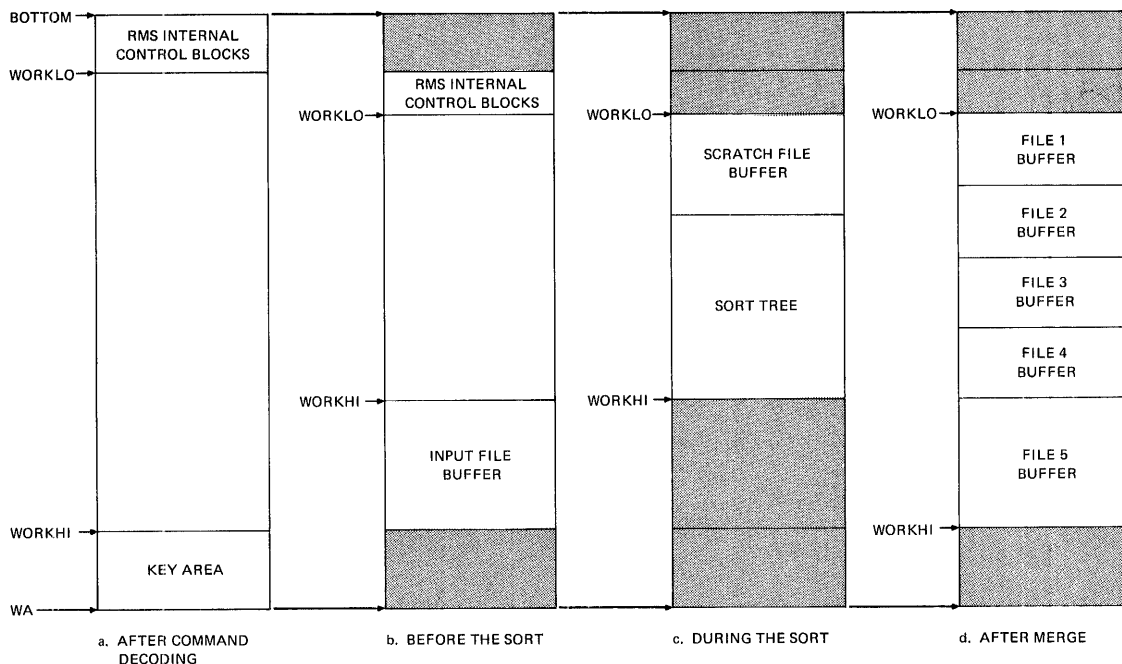 BOTTOM
RMS INTERNAL
CONTROL BLOCKS
WORKLO
WORKHI
KEY AREA
WA
a. AFTER COMMAND
DECODING
RMS INTERNAL
CONTROL BLOCKS
WORKLO
WORKHI
INPUT FILE
BUFFER
b. BEFORE THE SORT
WORKLO
SCRATCH FILE
BUFFER
SORT TREE
WORKHI
c. DURING THE SORT
WORKLO
FILE 1
BUFFER
FILE 2
BUFFER
FILE 3
BUFFER
FILE 4
BUFFER
FILE 5
BUFFER
WORKHI
d. AFTER MERGE